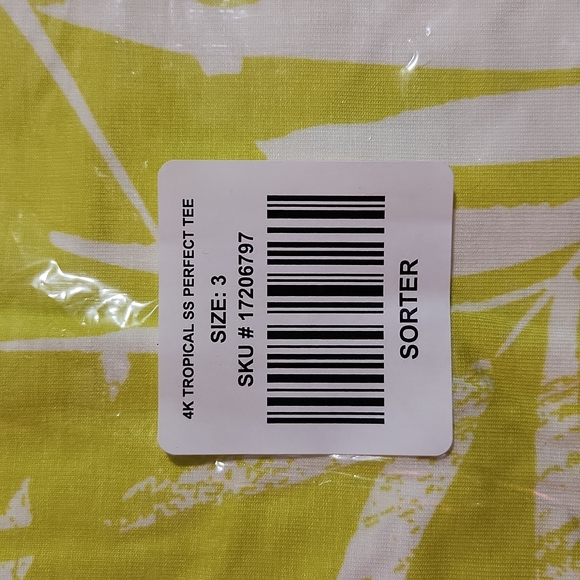 4K TROPICAL SS PERFECT TEE
SIZE: 3
SKU # 17206797
SORTER